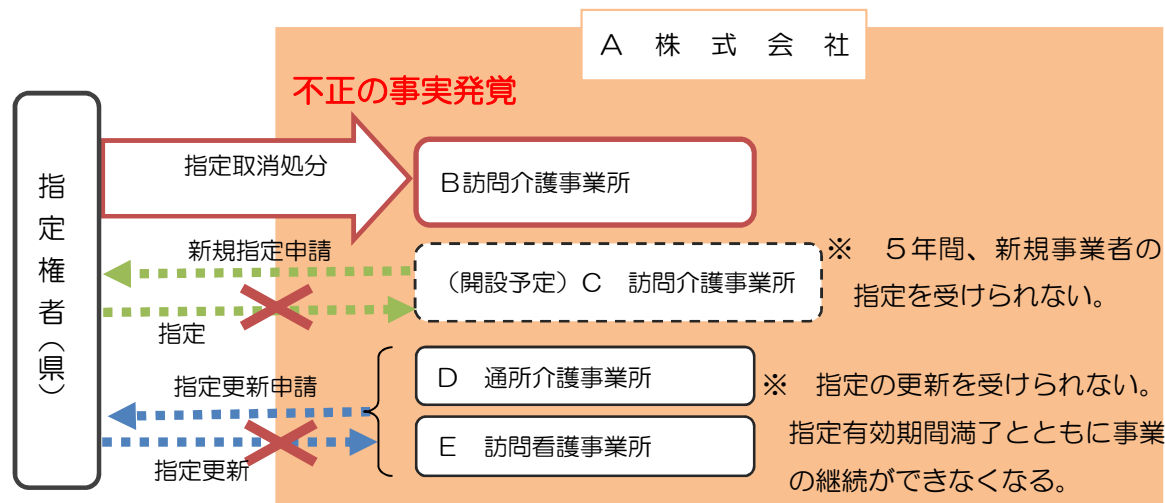 A 株 式 会 社
不正の事実発覚
指定権者(県)
指定取消処分
B訪問介護事業所
新規指定申請
(開設予定)C 訪問介護事業所
指定
※ 5年間、新規事業者の
指定を受けられない。
指定更新申請
D 通所介護事業所
E 訪問看護事業所
指定更新
※ 指定の更新を受けられない。
指定有効期間満了とともに事業
の継続ができなくなる。